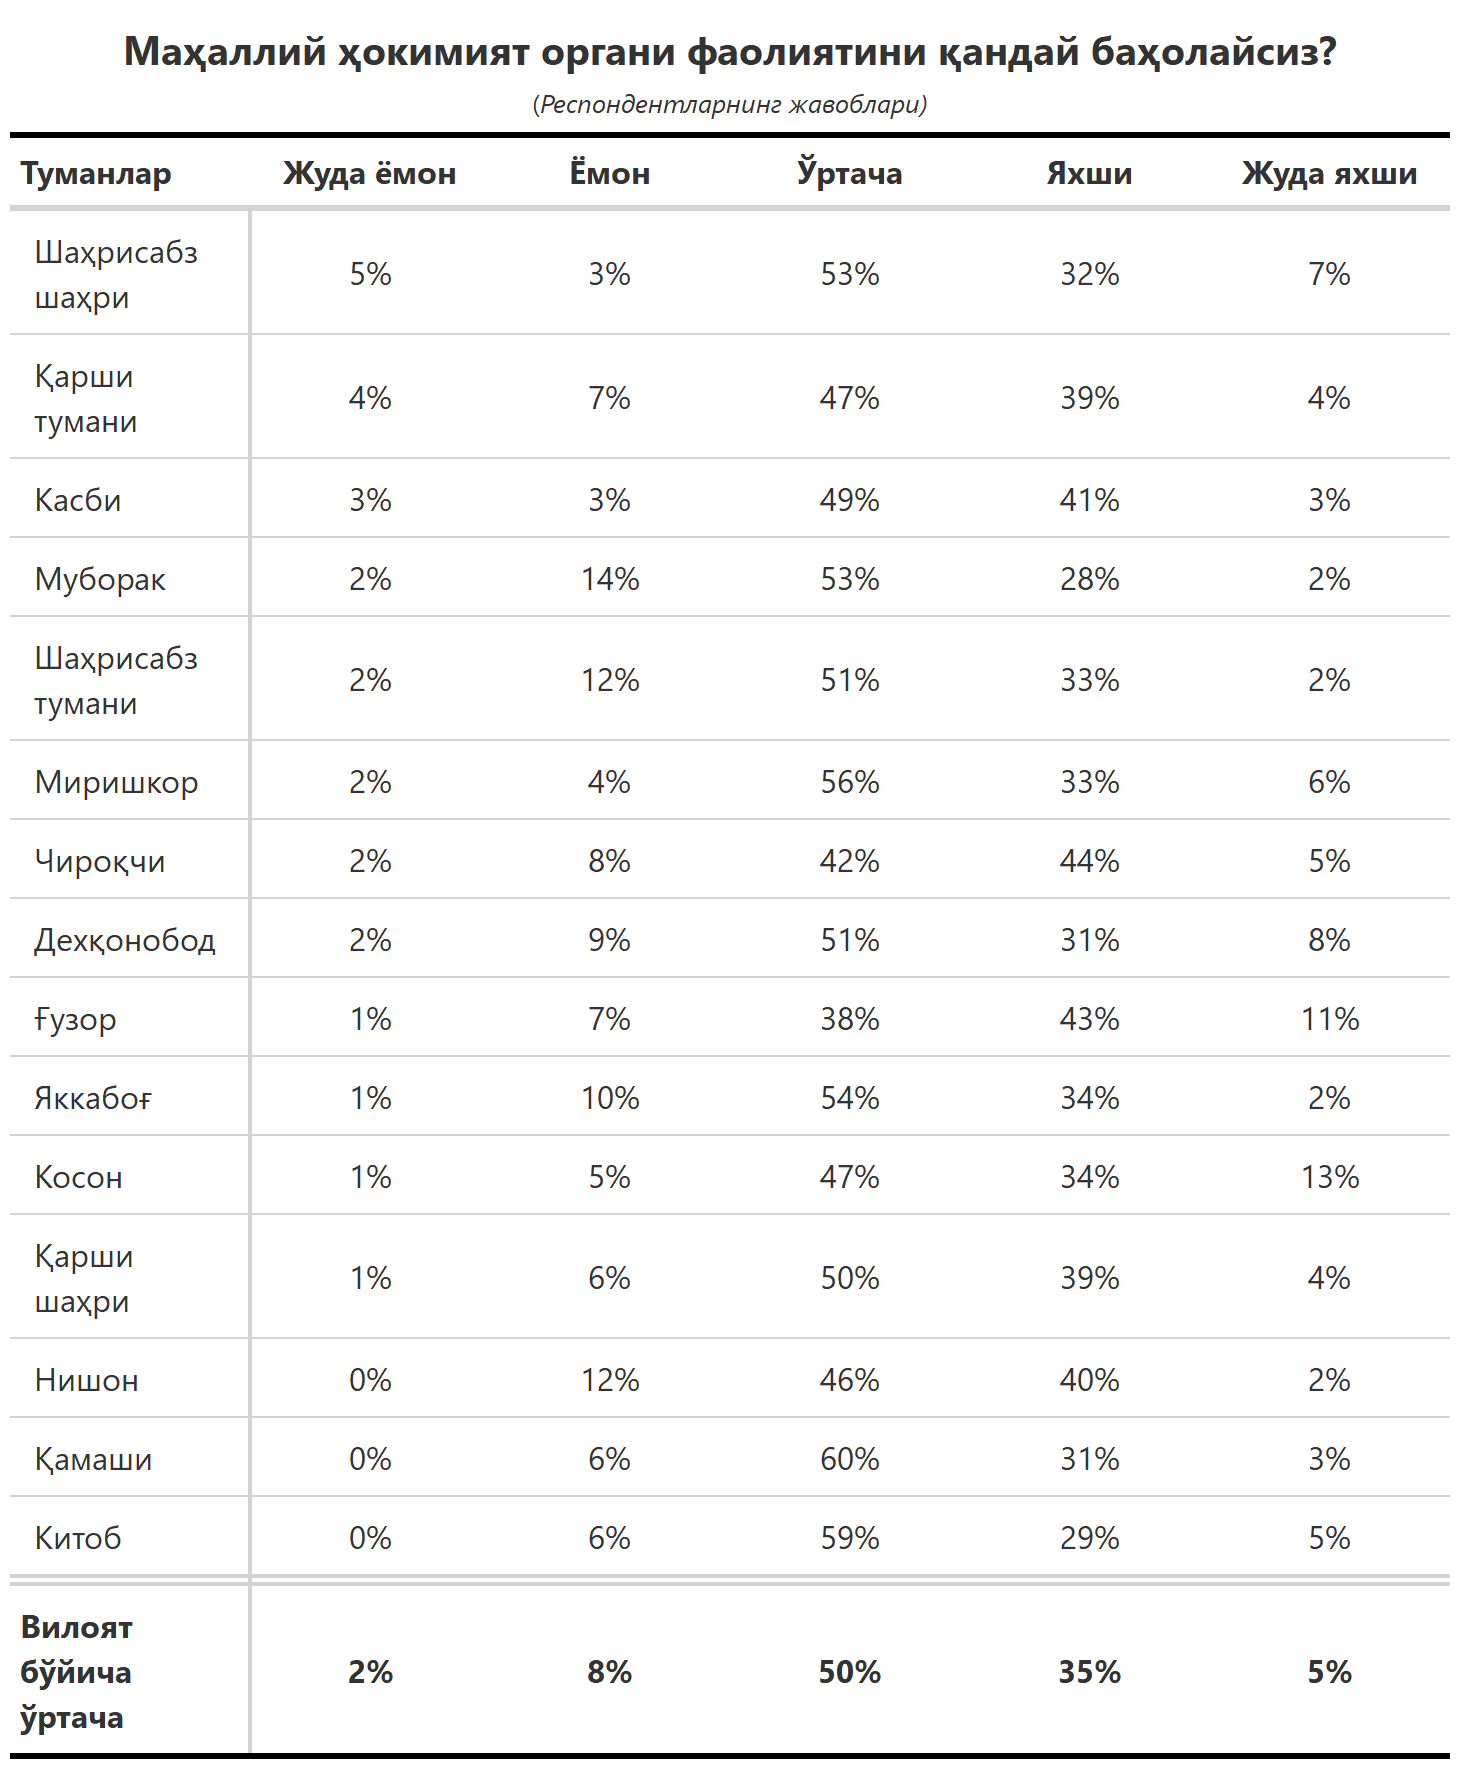 Маҳаллий ҳокимият органи фаолиятини қандай баҳолайсиз?
(Респондентларнинг жавоблари)
Туманлар Жуда ёмон Ёмон Ўртача Яхши Жуда яхши
Шаҳрисабз
шаҳри
5% 3% 53% 32% 7%
Қарши
тумани
4% 7% 47% 39% 4%
Касби 3% 3% 49% 41% 3%
Муборак 2% 14% 53% 28% 2%
Шаҳрисабз
тумани
2% 12% 51% 33% 2%
Миришкор 2% 4% 56% 33% 6%
Чироқчи 2% 8% 42% 44% 5%
Дехқонобод 2% 9% 51% 31% 8%
Ғузор 1% 7% 38% 43% 11%
Яккабоғ 1% 10% 54% 34% 2%
Косон 1% 5% 47% 34% 13%
Қарши
шаҳри
1% 6% 50% 39% 4%
Нишон 0% 12% 46% 40% 2%
Қамаши 0% 6% 60% 31% 3%
Китоб 0% 6% 59% 29% 5%
Вилоят
бўйича
ўртача
2% 8% 50% 35% 5%